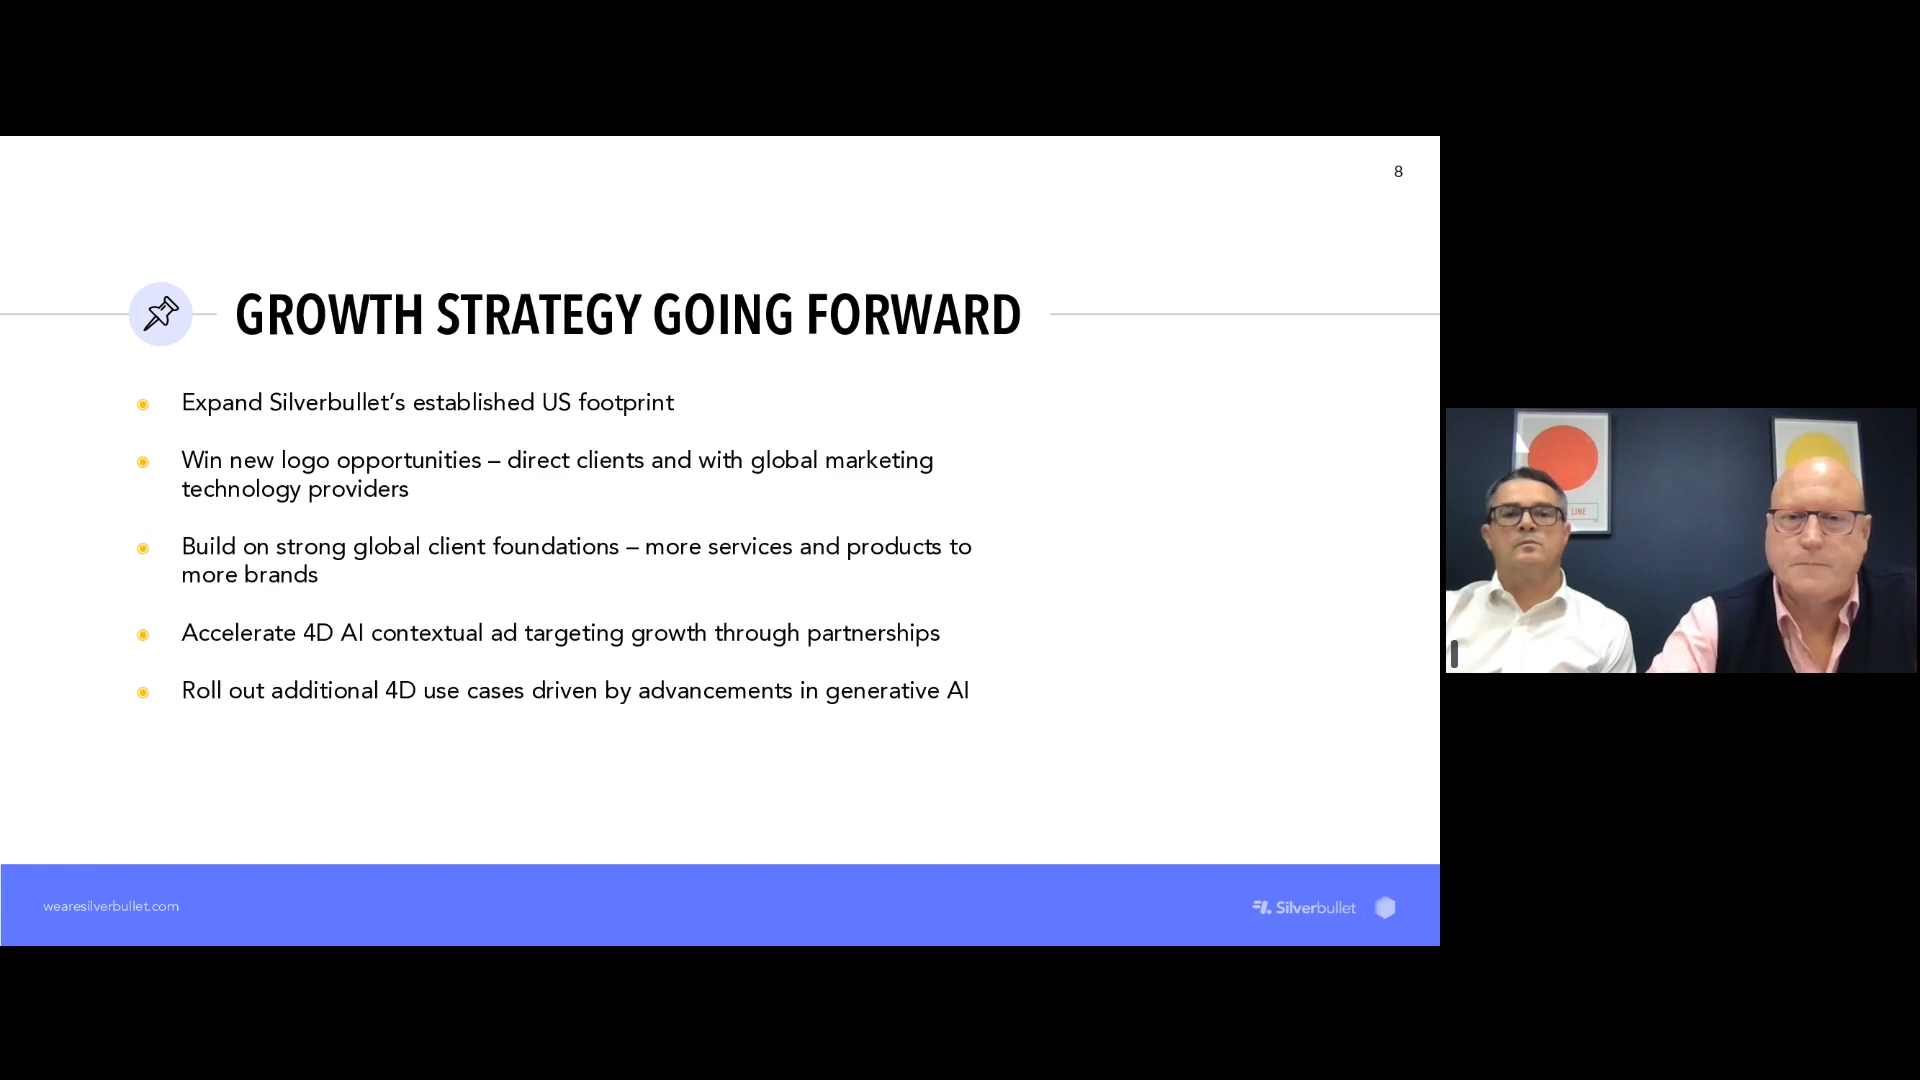 8
GROWTH STRATEGY GOING FORWARD
Expand Silverbullet’s established US footprint
Win new logo opportunities – direct clients and with global marketing
technology providers
Build on strong global client foundations – more services and products to
more brands
Accelerate 4D AI contextual ad targeting growth through partnerships
Roll out additional 4D use cases driven by advancements in generative AI
LINE
wearesilverbullet.com
Silverbullet